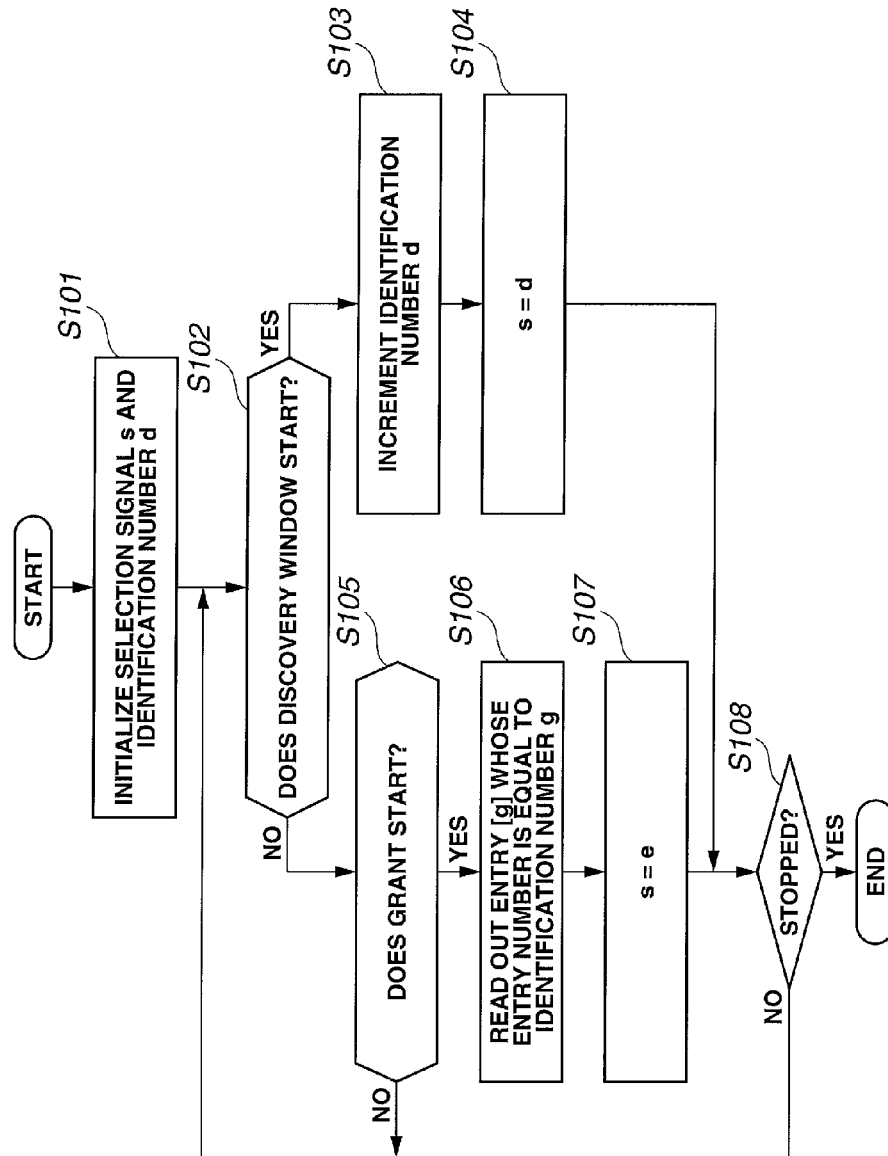 START
S101
INITIALIZE SELECTION SIGNAL s AND
IDENTIFICATION NUMBER d
S102
DOES DISCOVERY WINDOW START?
YES
NO
S103
INCREMENT IDENTIFICATION
NUMBER d
S104
s = d
S105
DOES GRANT START?
NO
YES
S106
READ OUT ENTRY [g] WHOSE
ENTRY NUMBER IS EQUAL TO
IDENTIFICATION NUMBER g
S107
s = e
S108
STOPPED?
NO
YES
END